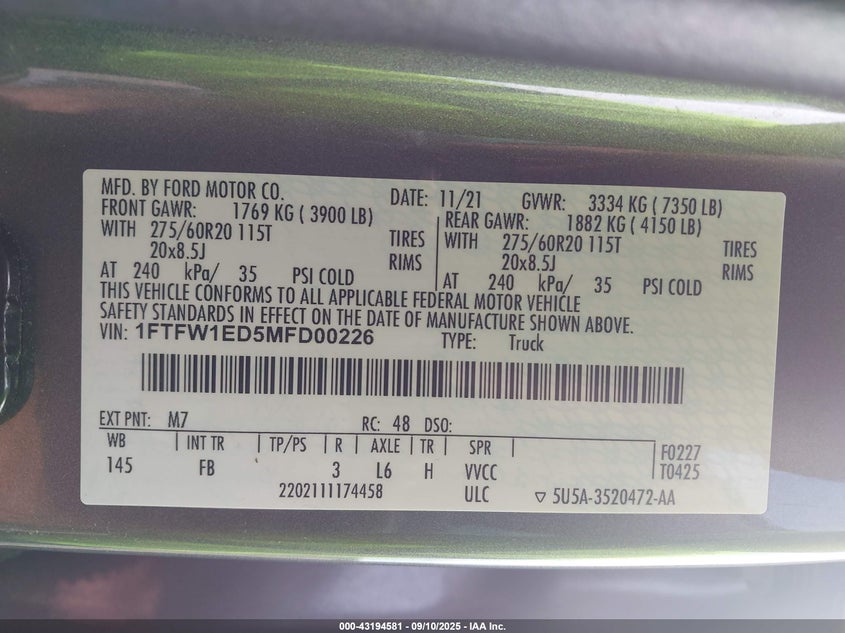 MFD. BY FORD MOTOR CO. DATE: 11/21 GVWR: 3334 KG ( 7350 LB)
FRONT GAWR: 1769 KG ( 3900 LB) REAR GAWR: 1882 KG ( 4150 LB)
WITH 275/60R20 115T TIRES WITH 275/60R20 115T TIRES
20x8.5J RIMS 20x8.5J RIMS
AT 240 kPa/ 35 PSI COLD AT 240 kPa/ 35 PSI COLD
THIS VEHICLE CONFORMS TO ALL APPLICABLE FEDERAL MOTOR VEHICLE
SAFETY STANDARDS IN EFFECT ON THE DATE OF MANUFACTURE SHOWN ABOVE.
VIN: 1FTFW1ED5MFD00226 TYPE: Truck
EXT PNT: M7 RC: 48 DSO:
WB INT TR TP/PS R AXLE TR SPR F0227
145 FB 3 L6 H VVCC T0425
2202111174458 ULC 5U5A-3520472-AA
000-43194581 - 09/10/2025 - IAA Inc.